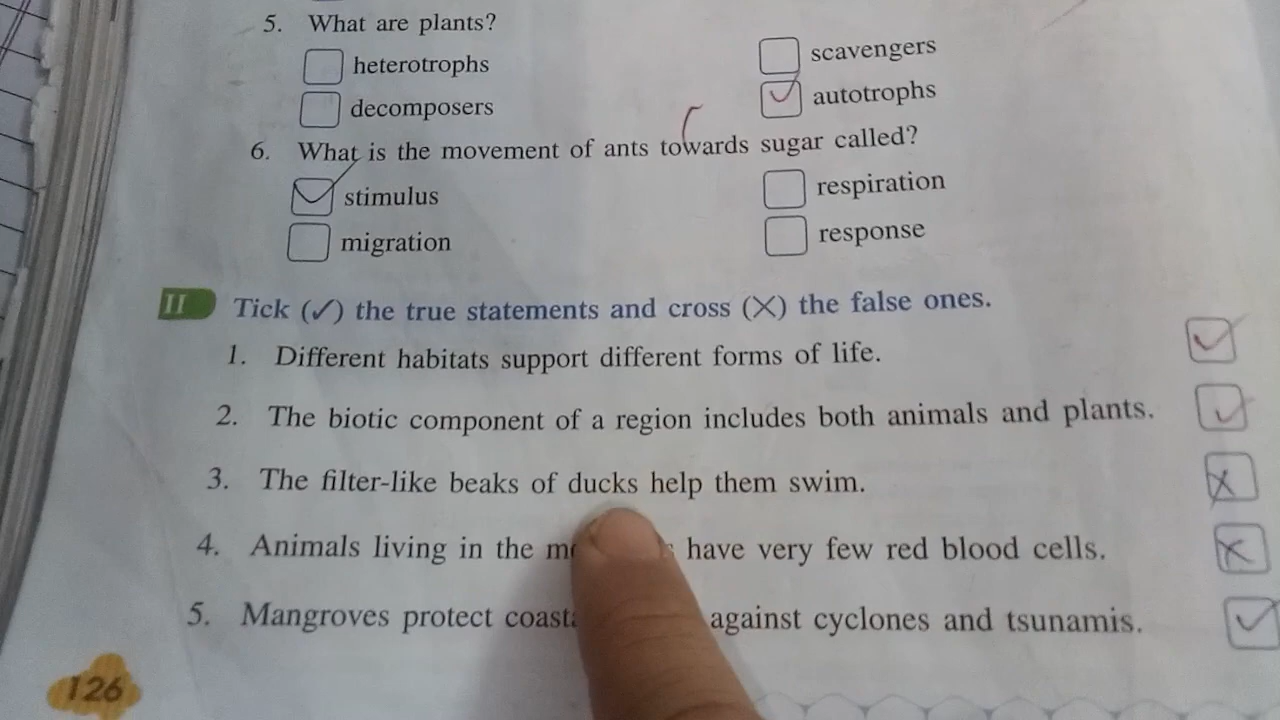 5. What are plants?
heterotrophs scavengers
decomposers autotrophs
6. What is the movement of ants towards sugar called?
stimulus respiration
migration response
II Tick (✓) the true statements and cross (✕) the false ones.
1. Different habitats support different forms of life.
2. The biotic component of a region includes both animals and plants.
3. The filter-like beaks of ducks help them swim.
4. Animals living in the have very few red blood cells.
5. Mangroves protect against cyclones and tsunamis.
126